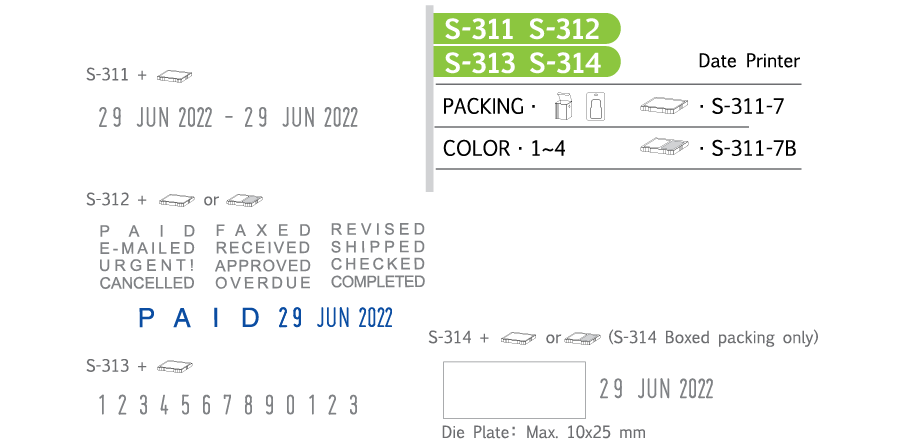 S-311 S-312
S-313 S-314
Date Printer
PACKING · · S-311-7
COLOR · 1~4 · S-311-7B
S-311 +
29 JUN 2022 - 29 JUN 2022
S-312 + or
P A I D F A X E D REVISED
E-MAILED RECEIVED SHIPPED
URGENT! APPROVED CHECKED
CANCELLED OVERDUE COMPLETED
P A I D 29 JUN 2022
S-313 +
1 2 3 4 5 6 7 8 9 0 1 2 3
S-314 + or (S-314 Boxed packing only)
29 JUN 2022
Die Plate: Max. 10x25 mm